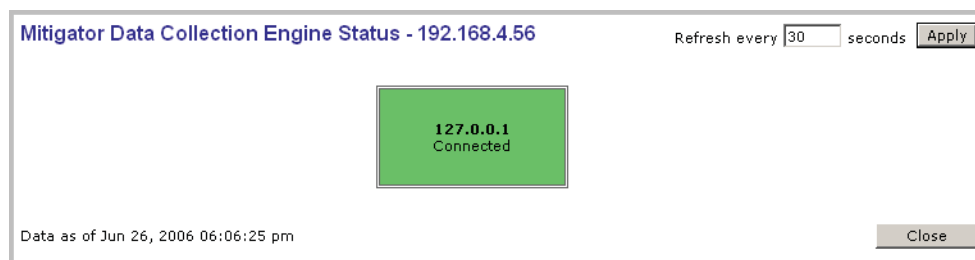 Mitigator Data Collection Engine Status - 192.168.4.56
Refresh every 30 seconds Apply
127.0.0.1
Connected
Data as of Jun 26, 2006 06:06:25 pm
Close